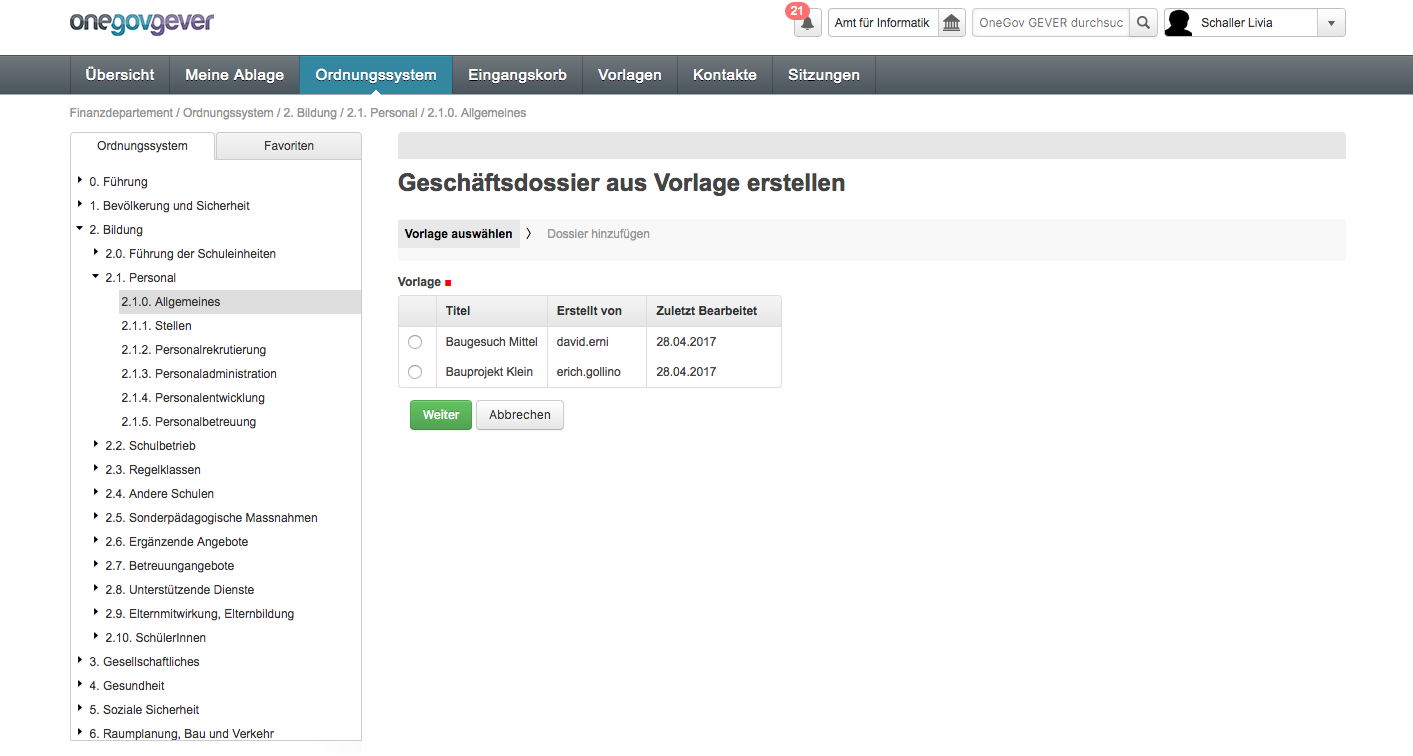 onegovgever
21
Amt für Informatik
OneGov GEVER durchsuc
Schaller Livia
Übersicht Meine Ablage Ordnungssystem Eingangskorb Vorlagen Kontakte Sitzungen
Finanzdepartement / Ordnungssystem / 2. Bildung / 2.1. Personal / 2.1.0. Allgemeines
Ordnungssystem Favoriten
0. Führung
1. Bevölkerung und Sicherheit
2. Bildung
2.0. Führung der Schuleinheiten
2.1. Personal
2.1.0. Allgemeines
2.1.1. Stellen
2.1.2. Personalrekrutierung
2.1.3. Personaladministration
2.1.4. Personalentwicklung
2.1.5. Personalbetreuung
2.2. Schulbetrieb
2.3. Regelklassen
2.4. Andere Schulen
2.5. Sonderpädagogische Massnahmen
2.6. Ergänzende Angebote
2.7. Betreuungangebote
2.8. Unterstützende Dienste
2.9. Elternmitwirkung, Elternbildung
2.10. SchülerInnen
3. Gesellschaftliches
4. Gesundheit
5. Soziale Sicherheit
6. Raumplanung, Bau und Verkehr
Geschäftsdossier aus Vorlage erstellen
Vorlage auswählen 〉 Dossier hinzufügen
Vorlage
Titel Erstellt von Zuletzt Bearbeitet
Baugesuch Mittel david.erni 28.04.2017
Bauprojekt Klein erich.gollino 28.04.2017
Weiter Abbrechen